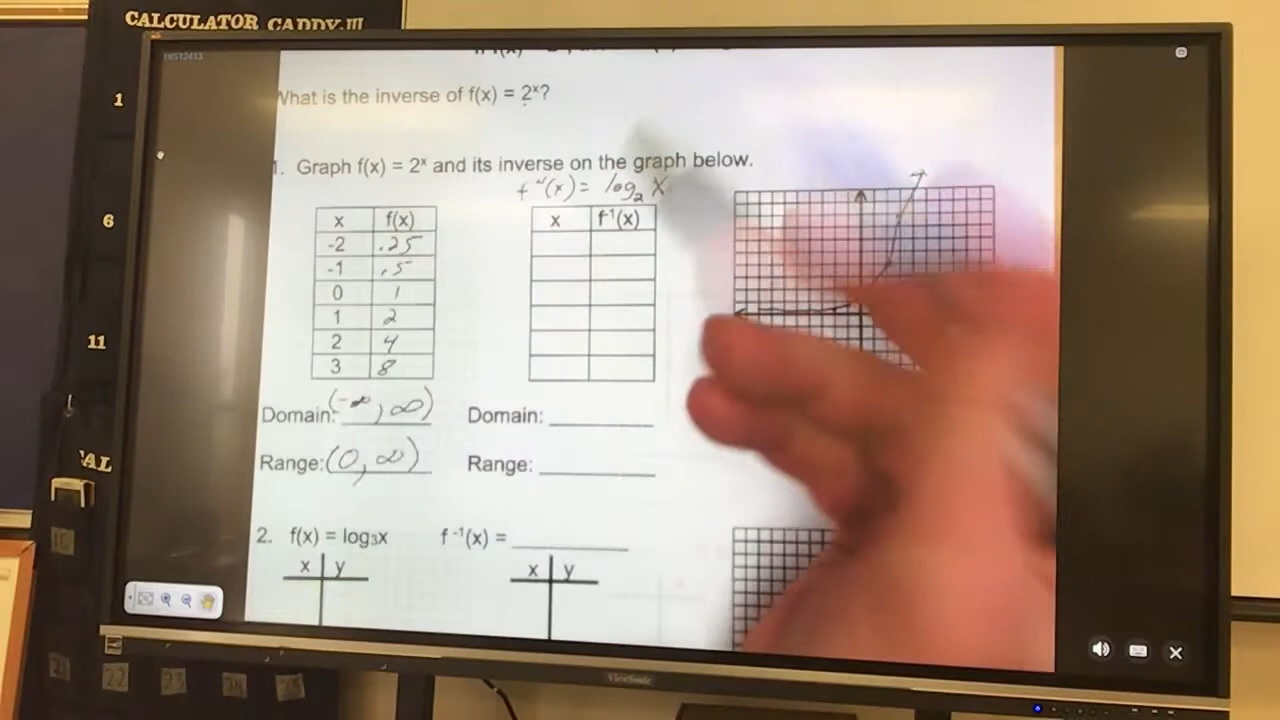 CALCULATOR CADDY III
What is the inverse of f(x) = 2ˣ?
1
1. Graph f(x) = 2ˣ and its inverse on the graph below.
f⁻¹(x) = log₂ x
6
x f(x) x f⁻¹(x)
-2 .25
-1 .5
0 1
1 2
11
2 4
3 8
Domain: (-∞, ∞) Domain:
Range: (0, ∞) Range:
2. f(x) = log₃x f⁻¹(x) =
x y x y
ViewSonic
22